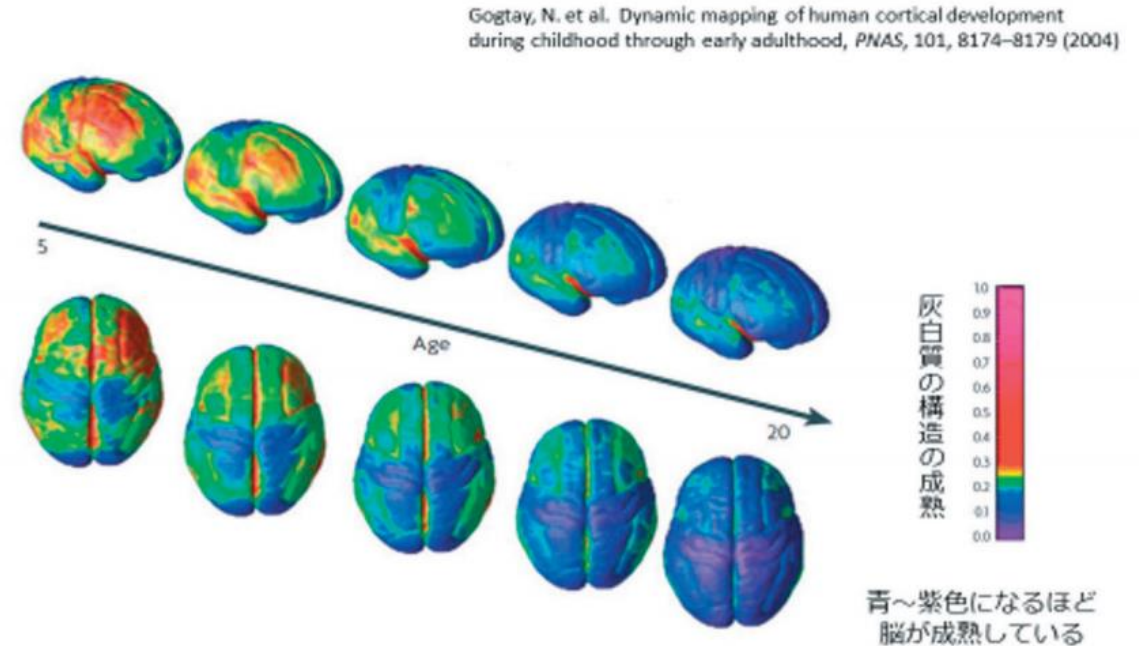 Gogtay, N. et al. Dynamic mapping of human cortical development
during childhood through early adulthood, PNAS, 101, 8174–8179 (2004)
5
Age
20
灰白質の構造の成熟
1.0
0.9
0.8
0.7
0.6
0.5
0.4
0.3
0.2
0.1
0.0
青～紫色になるほど
脳が成熟している